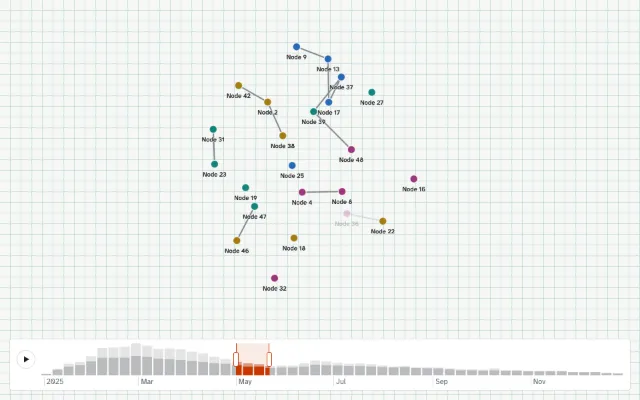 Node 9
Node 13
Node 37
Node 42
Node 27
Node 2
Node 17
Node 39
Node 31
Node 38
Node 48
Node 23
Node 25
Node 16
Node 19
Node 4
Node 6
Node 47
Node 36
Node 22
Node 46
Node 18
Node 32
2025
Mar
May
Jul
Sep
Nov